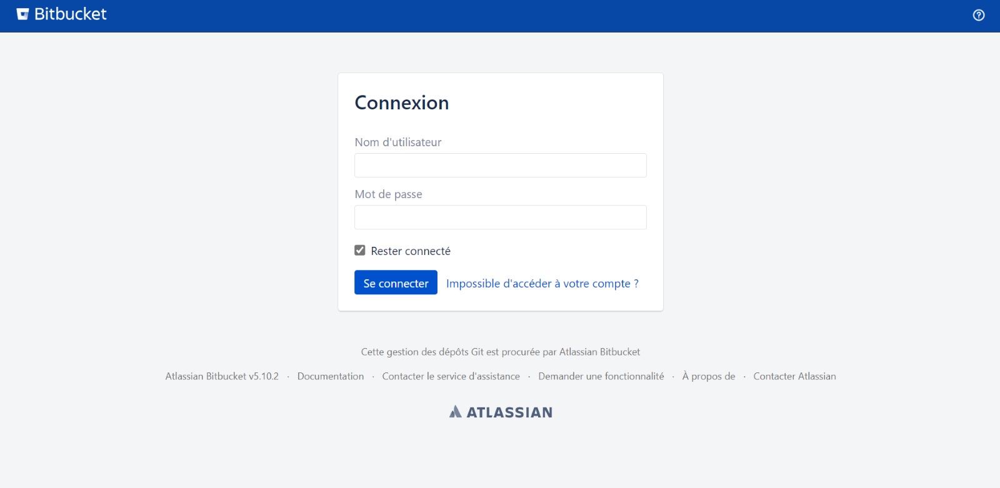 Bitbucket
Connexion
Nom d'utilisateur
Mot de passe
Rester connecté
Se connecter Impossible d'accéder à votre compte ?
Cette gestion des dépôts Git est procurée par Atlassian Bitbucket
Atlassian Bitbucket v5.10.2 · Documentation · Contacter le service d'assistance · Demander une fonctionnalité · À propos de · Contacter Atlassian
ATLASSIAN